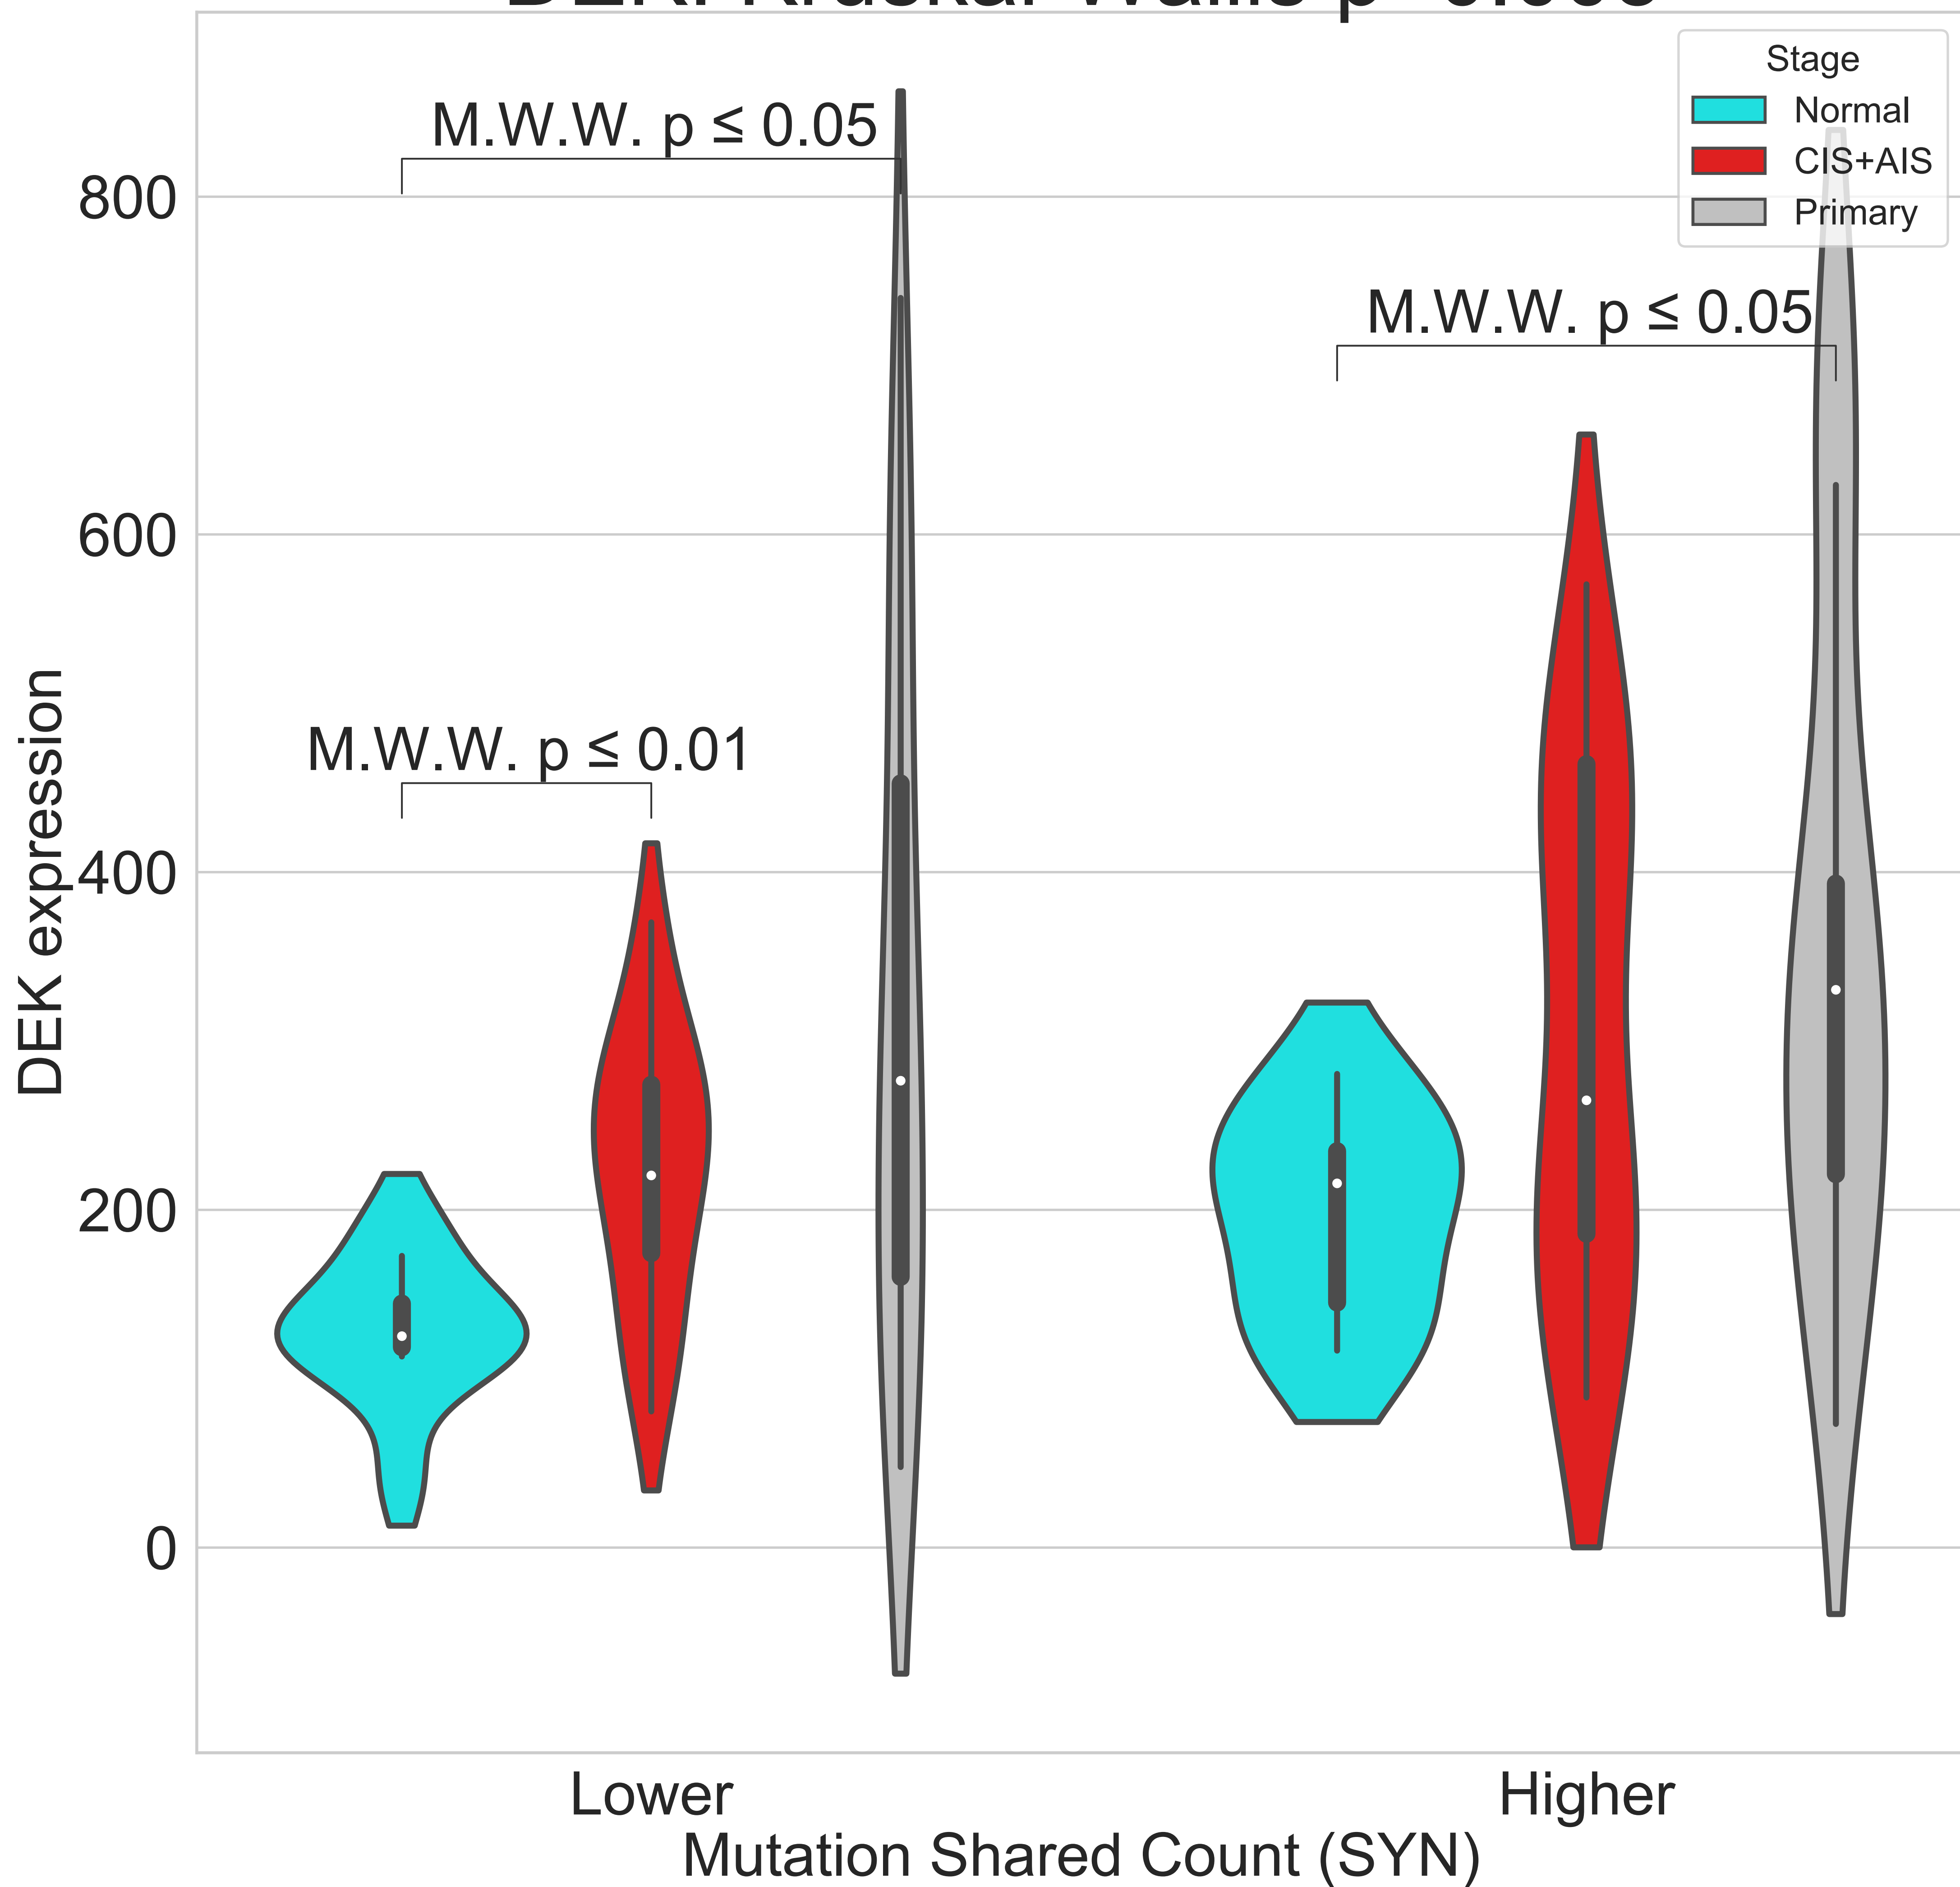 Stage
Normal
CIS+AIS
Primary
M.W.W. p ≤ 0.05
M.W.W. p ≤ 0.05
M.W.W. p ≤ 0.01
800
600
400
200
0
DEK expression
Lower
Higher
Mutation Shared Count (SYN)